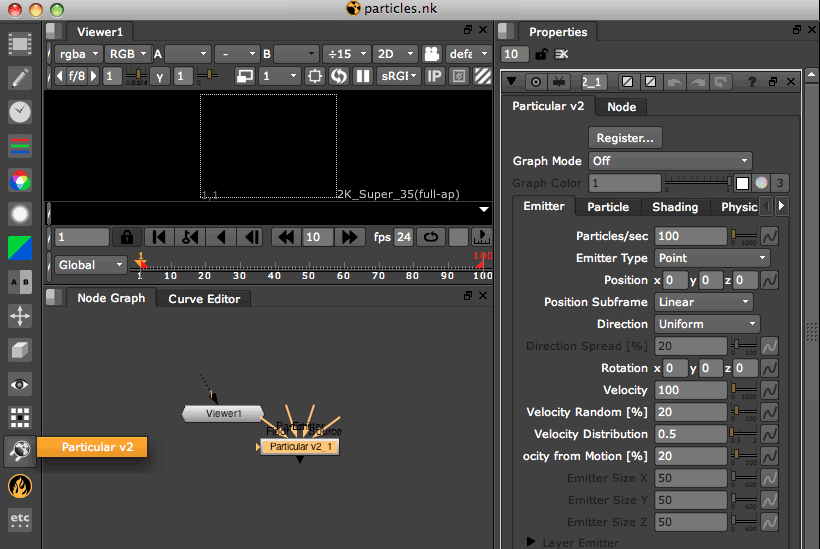 particles.nk
Viewer1
rgba RGB A - B ÷15 2D defa
f/8 1 y 1 1 sRGI IP
1,1
2K_Super_35(full-ap)
1 10 fps 24
Global
1 100
1 10 20 30 40 50 60 70 80 90 100
Node Graph Curve Editor
1
Viewer1
Source
Particular v2_1
Particular v2
etc
Properties
10
2_1 ?
Particular v2 Node
Register...
Graph Mode Off
Graph Color 1 3
Emitter Particle Shading Physic
Particles/sec 100
Emitter Type Point
Position x 0 y 0 z 0
Position Subframe Linear
Direction Uniform
Direction Spread [%] 20
Rotation x 0 y 0 z 0
Velocity 100
Velocity Random [%] 20
Velocity Distribution 0.5
ocity from Motion [%] 20
Emitter Size X 50
Emitter Size Y 50
Emitter Size Z 50
Layer Emitter